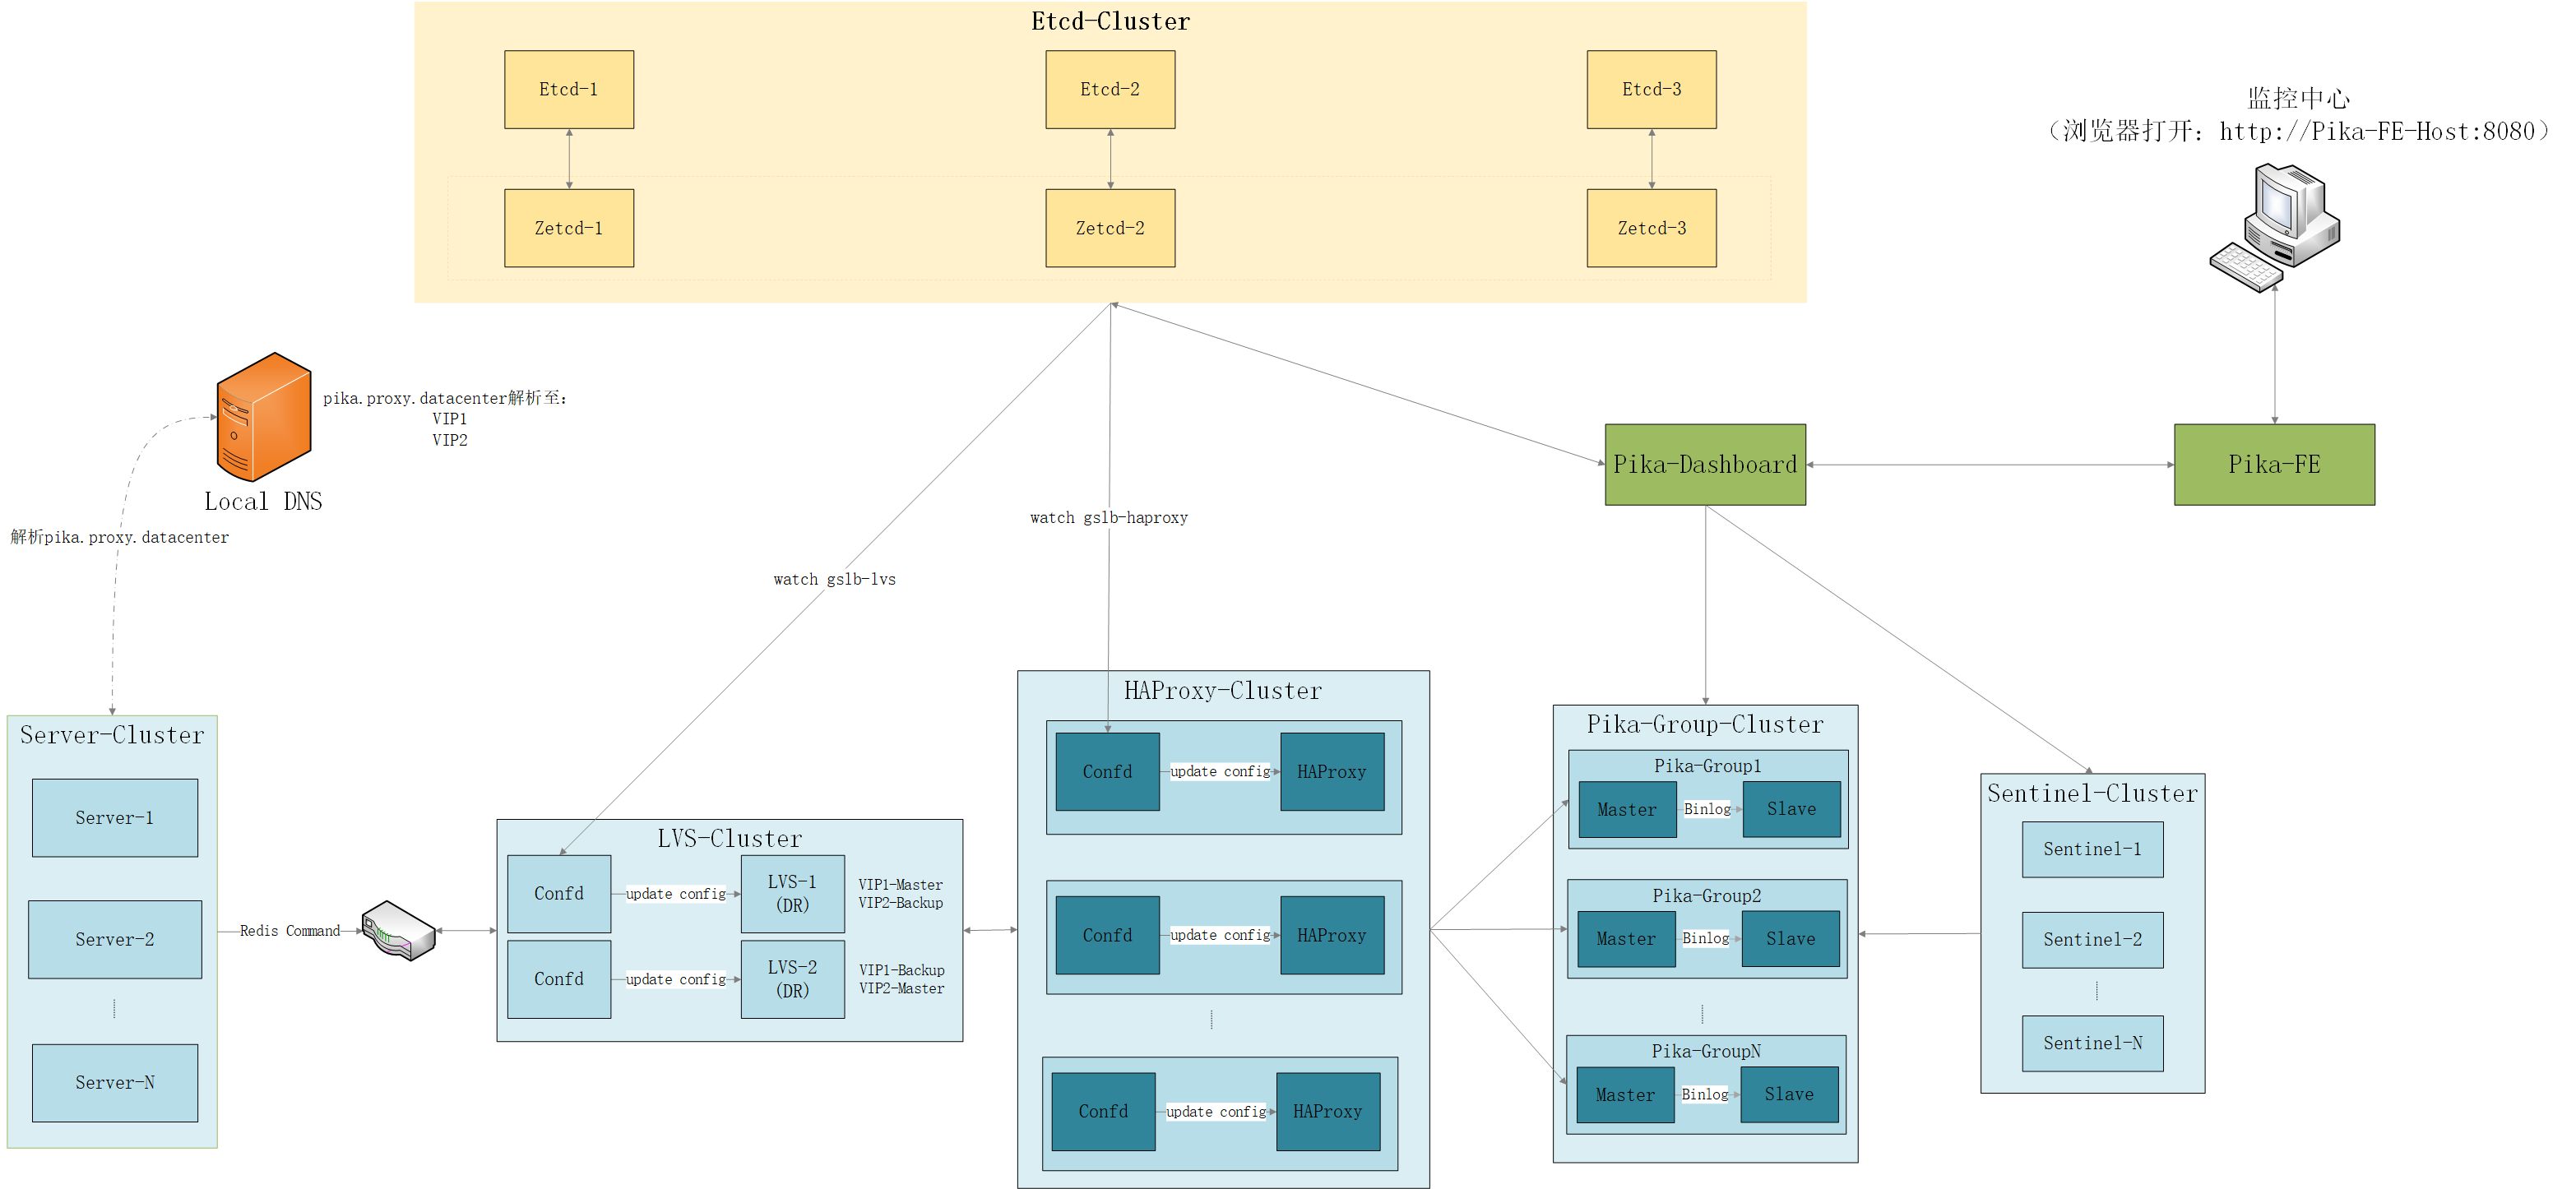 Etcd-Cluster
Etcd-1
Etcd-2
Etcd-3
Zetcd-1
Zetcd-2
Zetcd-3
监控中心
（浏览器打开：http://Pika-FE-Host:8080）
pika.proxy.datacenter解析至：
VIP1
VIP2
Local DNS
解析pika.proxy.datacenter
watch gslb-lvs
watch gslb-haproxy
Pika-Dashboard
Pika-FE
Server-Cluster
Server-1
Server-2
Server-N
Redis Command
LVS-Cluster
Confd
update config
LVS-1
(DR)
VIP1-Master
VIP2-Backup
Confd
update config
LVS-2
(DR)
VIP1-Backup
VIP2-Master
HAProxy-Cluster
Confd
update config
HAProxy
Confd
update config
HAProxy
Confd
update config
HAProxy
Pika-Group-Cluster
Pika-Group1
Master
Binlog
Slave
Pika-Group2
Master
Binlog
Slave
Pika-GroupN
Master
Binlog
Slave
Sentinel-Cluster
Sentinel-1
Sentinel-2
Sentinel-N